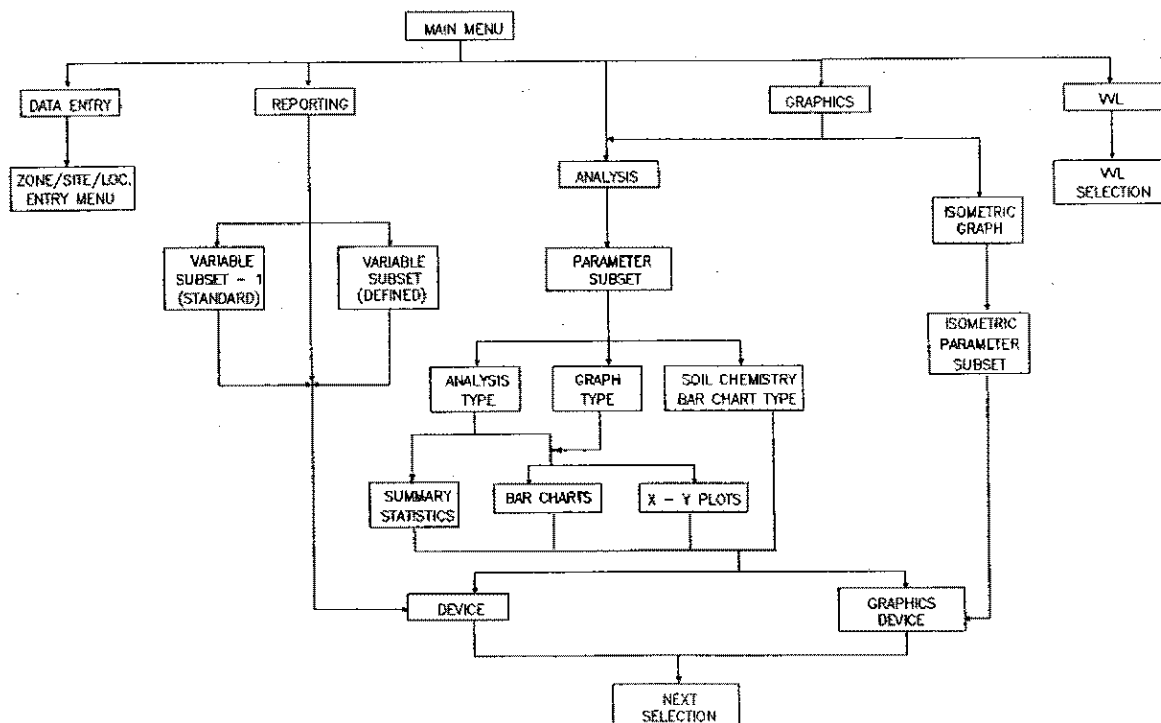 MAIN MENU
DATA ENTRY
REPORTING
GRAPHICS
VVL
ZONE/SITE/LOC.
ENTRY MENU
ANALYSIS
VVL
SELECTION
ISOMETRIC
GRAPH
VARIABLE
SUBSET - 1
(STANDARD)
VARIABLE
SUBSET
(DEFINED)
PARAMETER
SUBSET
ISOMETRIC
PARAMETER
SUBSET
ANALYSIS
TYPE
GRAPH
TYPE
SOIL CHEMISTRY
BAR CHART TYPE
SUMMARY
STATISTICS
BAR CHARTS
X - Y PLOTS
DEVICE
GRAPHICS
DEVICE
NEXT
SELECTION